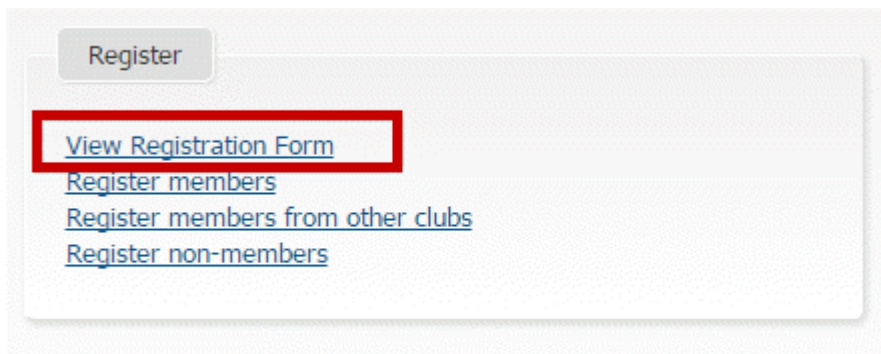 Register
View Registration Form
Register members
Register members from other clubs
Register non-members